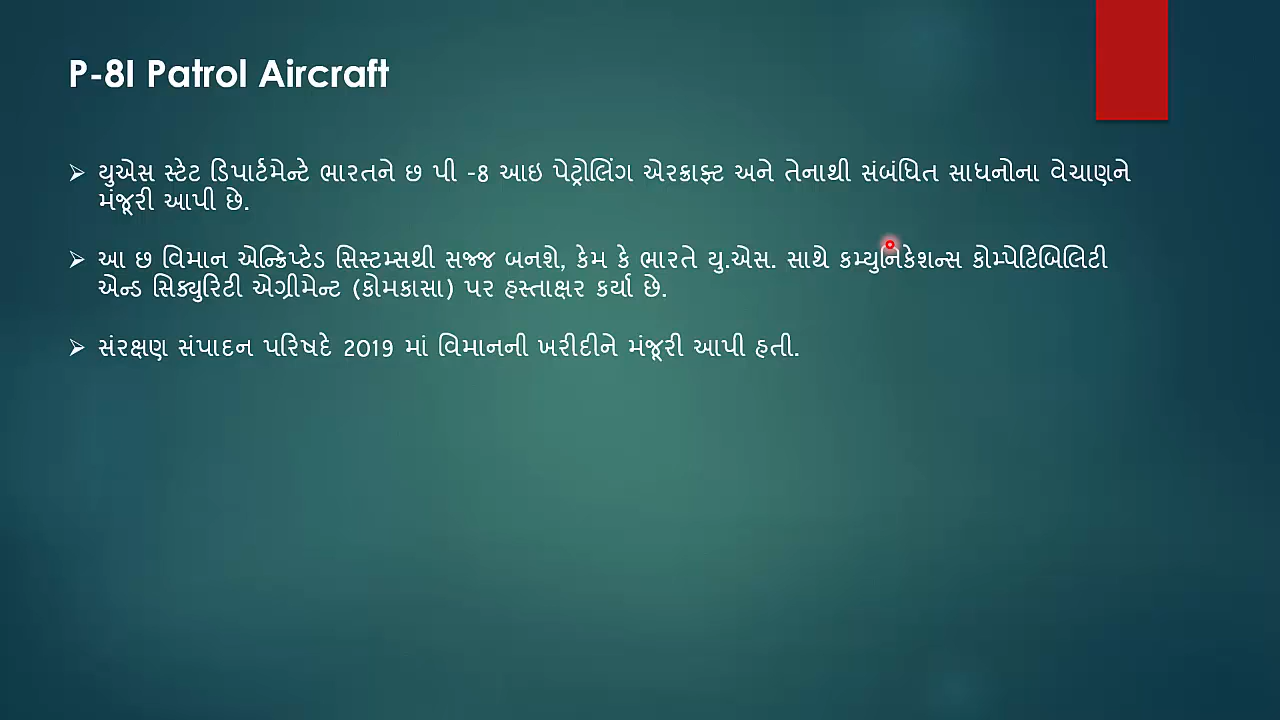 P-8I Patrol Aircraft
યુએસ સ્ટેટ ડિપાર્ટમેન્ટે ભારતને છ પી -8 આઇ પેટ્રોલિંગ એરક્રાફ્ટ અને તેનાથી સંબંધિત સાધનોના વેચાણને
મંજૂરી આપી છે.
આ છ વિમાન એન્ક્રિપ્ટેડ સિસ્ટમ્સથી સજ્જ બનશે, કેમ કે ભારતે યુ.એસ. સાથે કમ્યુનિકેશન્સ કોમ્પેટિબિલિટી
એન્ડ સિક્યુરિટી એગ્રીમેન્ટ (કોમકાસા) પર હસ્તાક્ષર કર્યા છે.
સંરક્ષણ સંપાદન પરિષદે 2019 માં વિમાનની ખરીદીને મંજૂરી આપી હતી.